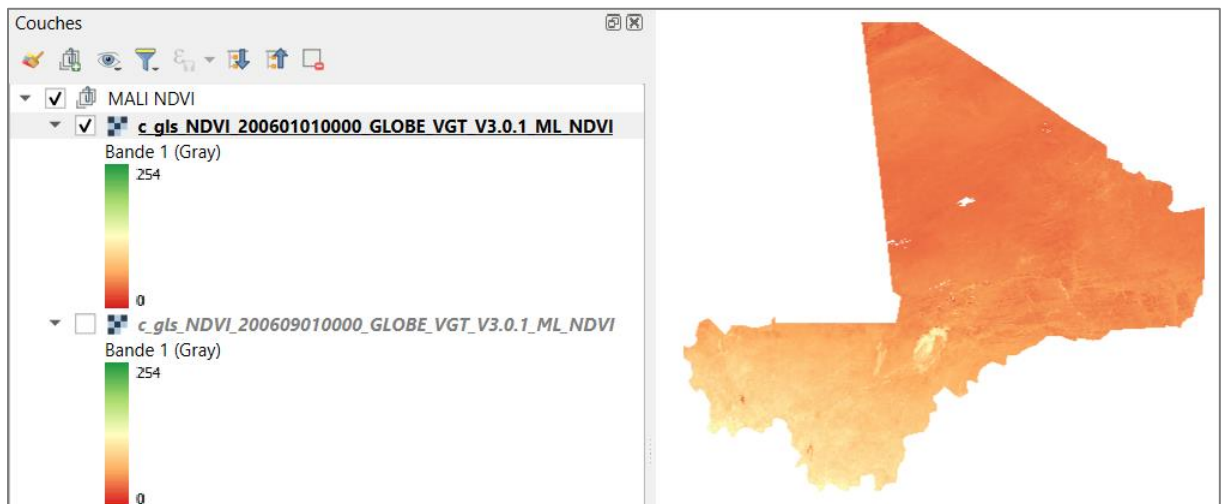 Couches
MALI NDVI
c_gls_NDVI_200601010000_GLOBE_VGT_V3.0.1_ML_NDVI
Bande 1 (Gray)
254
0
c_gls_NDVI_200609010000_GLOBE_VGT_V3.0.1_ML_NDVI
Bande 1 (Gray)
254
0